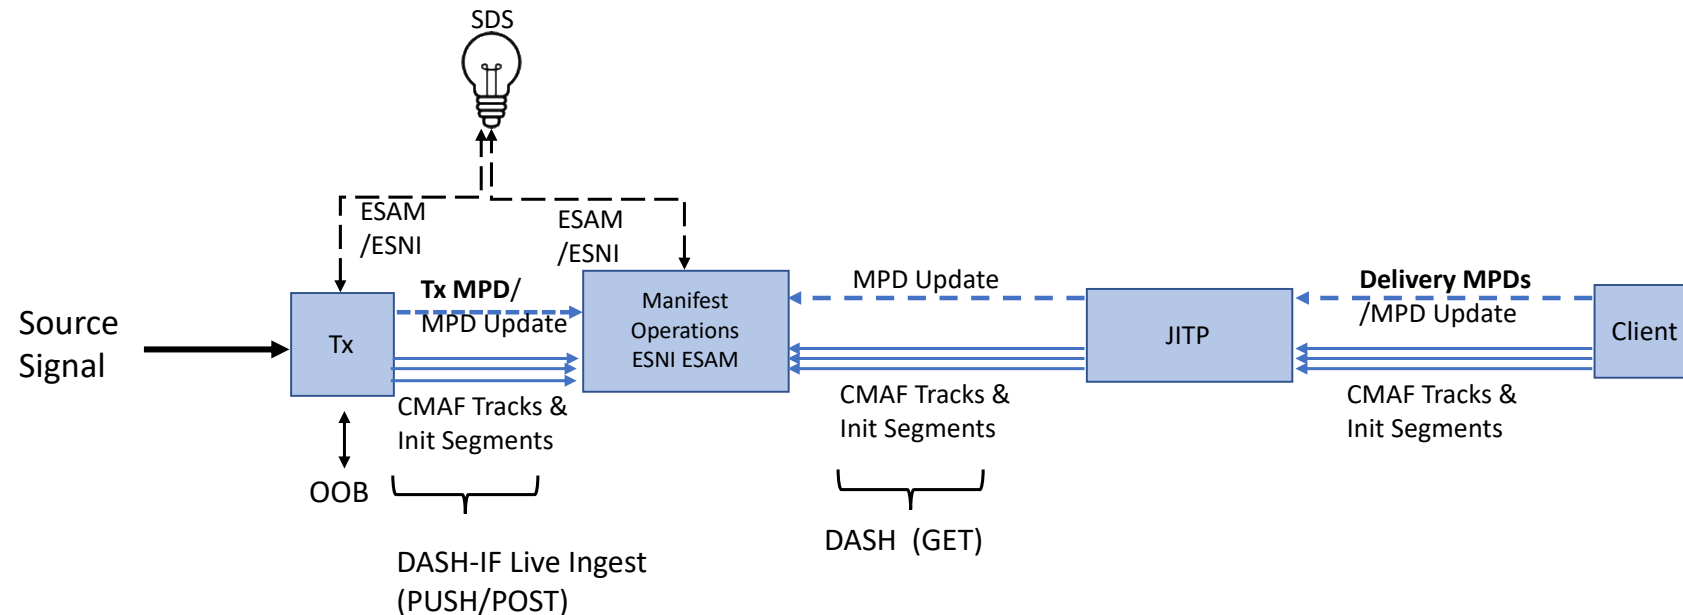 SDS
ESAM
/ESNI
ESAM
/ESNI
Source
Signal
Tx
Tx MPD/
MPD Update
CMAF Tracks &
Init Segments
OOB
DASH-IF Live Ingest
(PUSH/POST)
Manifest
Operations
ESNI ESAM
MPD Update
CMAF Tracks &
Init Segments
DASH (GET)
JITP
Delivery MPDs
/MPD Update
CMAF Tracks &
Init Segments
Client